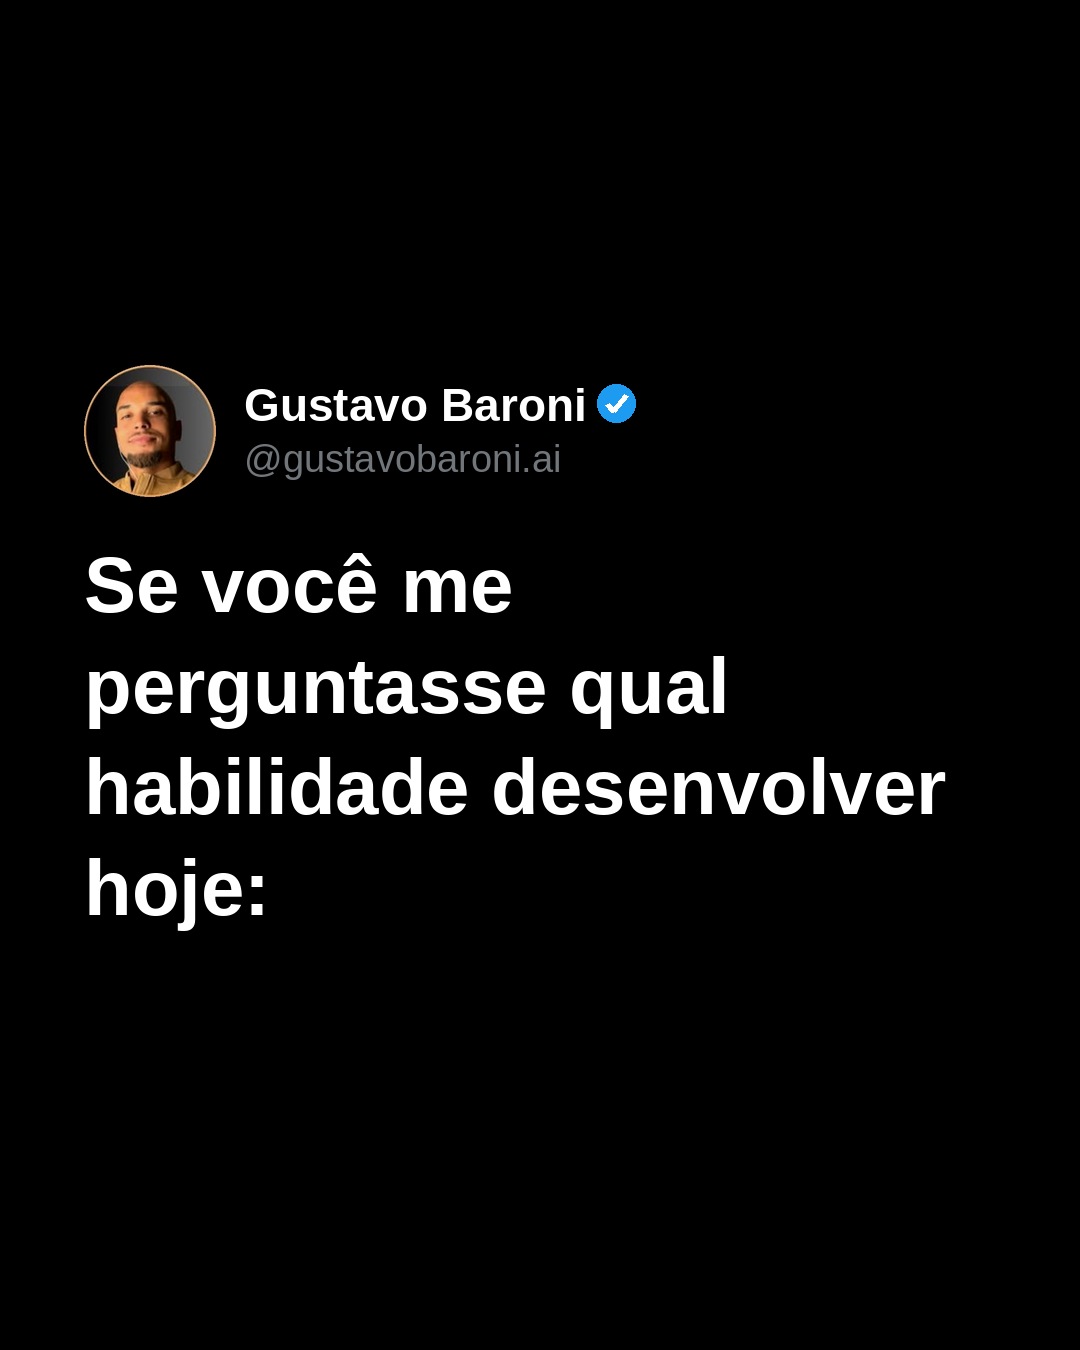 Gustavo Baroni
@gustavobaroni.ai
Se você me
perguntasse qual
habilidade desenvolver
hoje: